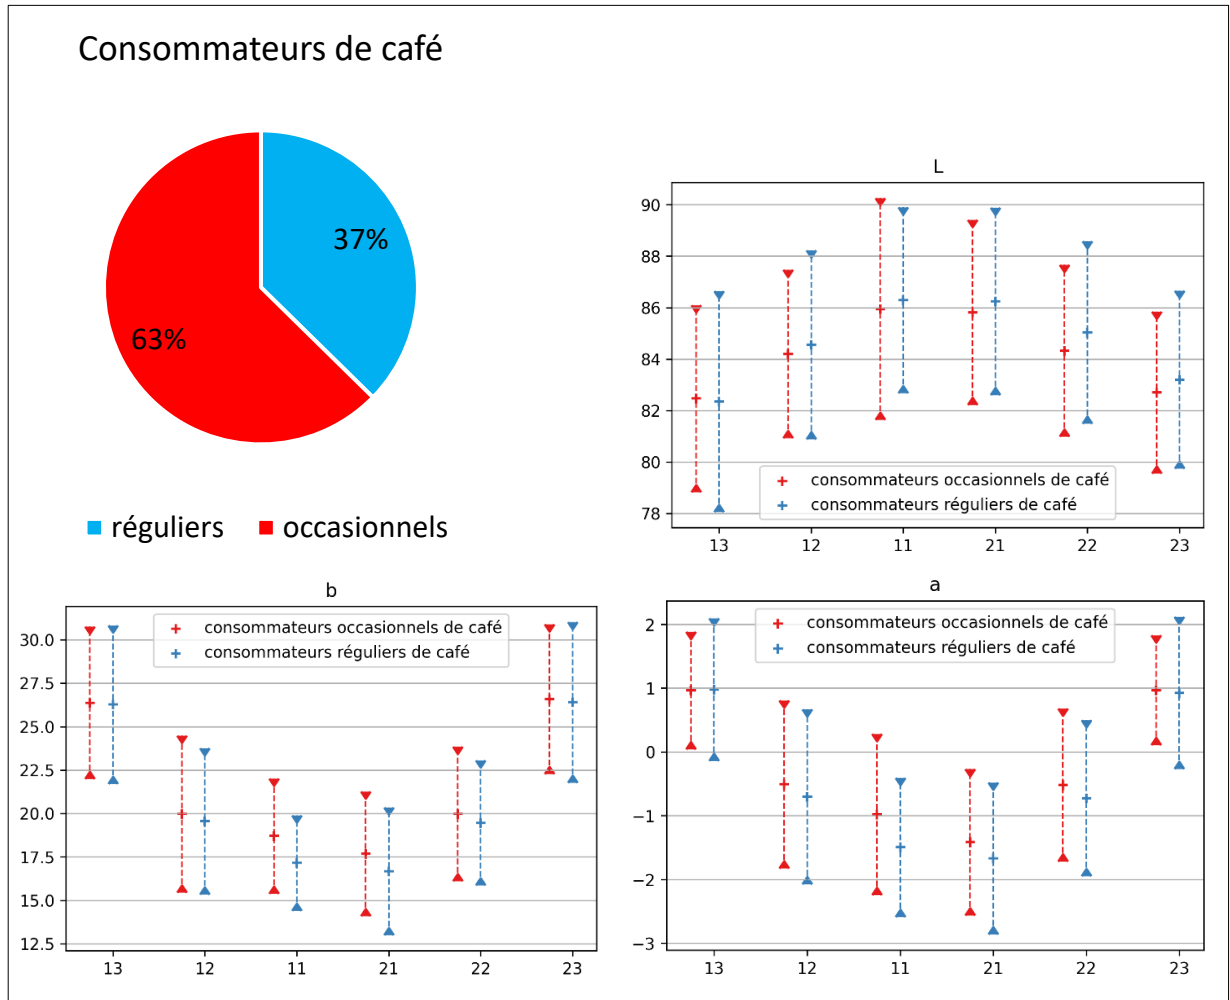 Consommateurs de café
37%
63%
réguliers occasionnels
L
90
88
86
84
82
80
78
consommateurs occasionnels de café
consommateurs réguliers de café
13 12 11 21 22 23
b
30.0
27.5
25.0
22.5
20.0
17.5
15.0
12.5
consommateurs occasionnels de café
consommateurs réguliers de café
13 12 11 21 22 23
a
2
1
0
−1
−2
−3
consommateurs occasionnels de café
consommateurs réguliers de café
13 12 11 21 22 23